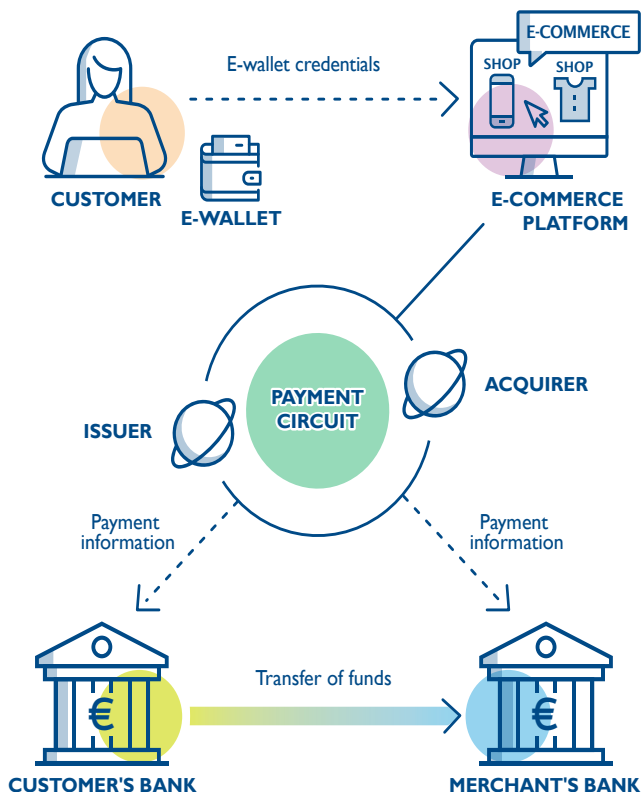 E-COMMERCE
E-wallet credentials
SHOP
SHOP
CUSTOMER
E-WALLET
E-COMMERCE
PLATFORM
PAYMENT
CIRCUIT
ACQUIRER
ISSUER
Payment
information
Payment
information
€
Transfer of funds
€
CUSTOMER'S BANK
MERCHANT'S BANK